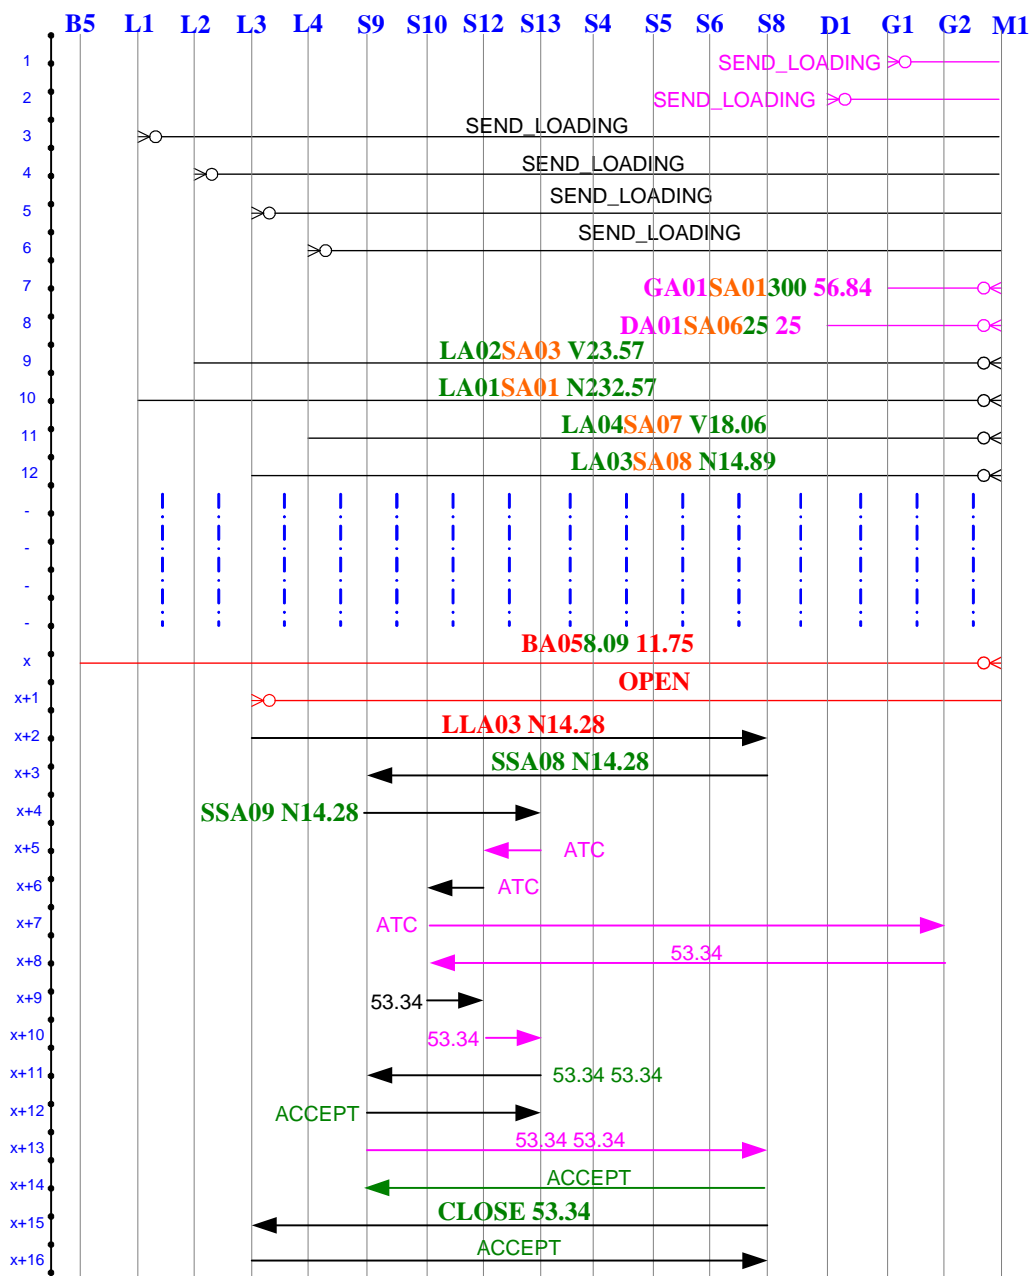 B5 L1 L2 L3 L4 S9 S10 S12 S13 S4 S5 S6 S8 D1 G1 G2 M1
1 SEND_LOADING
2 SEND_LOADING
3 SEND_LOADING
4 SEND_LOADING
5 SEND_LOADING
6 SEND_LOADING
7 GA01SA01300 56.84
8 DA01SA0625 25
9 LA02SA03 V23.57
10 LA01SA01 N232.57
11 LA04SA07 V18.06
12 LA03SA08 N14.89
-
-
-
-
x BA058.09 11.75
x+1 OPEN
x+2 LLA03 N14.28
x+3 SSA08 N14.28
x+4 SSA09 N14.28
x+5 ATC
x+6 ATC
x+7 ATC
x+8 53.34
x+9 53.34
x+10 53.34
x+11 53.34 53.34
x+12 ACCEPT
x+13 53.34 53.34
x+14 ACCEPT
x+15 CLOSE 53.34
x+16 ACCEPT